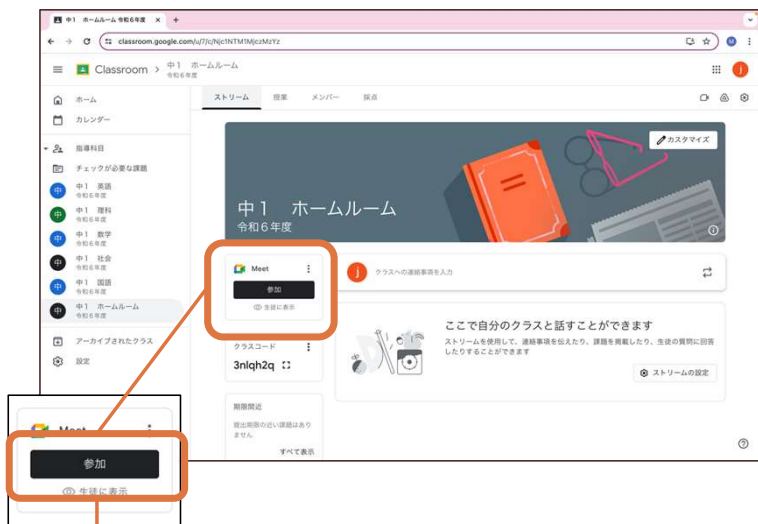 中1 ホームルーム 令和6年度
classroom.google.com/u/7/c/Njc1NTM1MjczMzYz
Classroom
中1 ホームルーム
令和6年度
ホーム
カレンダー
指導科目
チェックが必要な課題
中 中1 英語
令和6年度
中 中1 理科
令和6年度
中 中1 数学
令和6年度
中 中1 社会
令和6年度
中 中1 国語
令和6年度
中 中1 ホームルーム
令和6年度
アーカイブされたクラス
設定
ストリーム 授業 メンバー 採点
カスタマイズ
中1 ホームルーム
令和6年度
Meet
参加
生徒に表示
クラスコード
3nlqh2q
期限間近
提出期限の近い課題はあり
ません
すべて表示
j クラスへの連絡事項を入力
ここで自分のクラスと話すことができます
ストリームを使用して、連絡事項を伝えたり、課題を掲載したり、生徒の質問に回答
したりすることができます
ストリームの設定
Meet
参加
生徒に表示